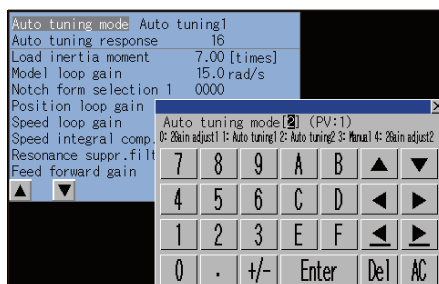 Auto tuning mode Auto tuning1
Auto tuning response 16
Load inertia moment 7.00 [times]
Model loop gain 15.0 rad/s
Notch form selection 1 0000
Position loop gain
Speed loop gain
Speed integral comp.
Resonance suppr.filt
Feed forward gain
▲ ▼
Auto tuning mode[2] (PV:1)
0: 2Gain adjust1 1: Auto tuning1 2: Auto tuning2 3: Manual 4: 2Gain adjust2
7 8 9 A B ▲ ▼
4 5 6 C D ◀ ▶
1 2 3 E F ◀ ▶
0 . +/- Enter Del AC